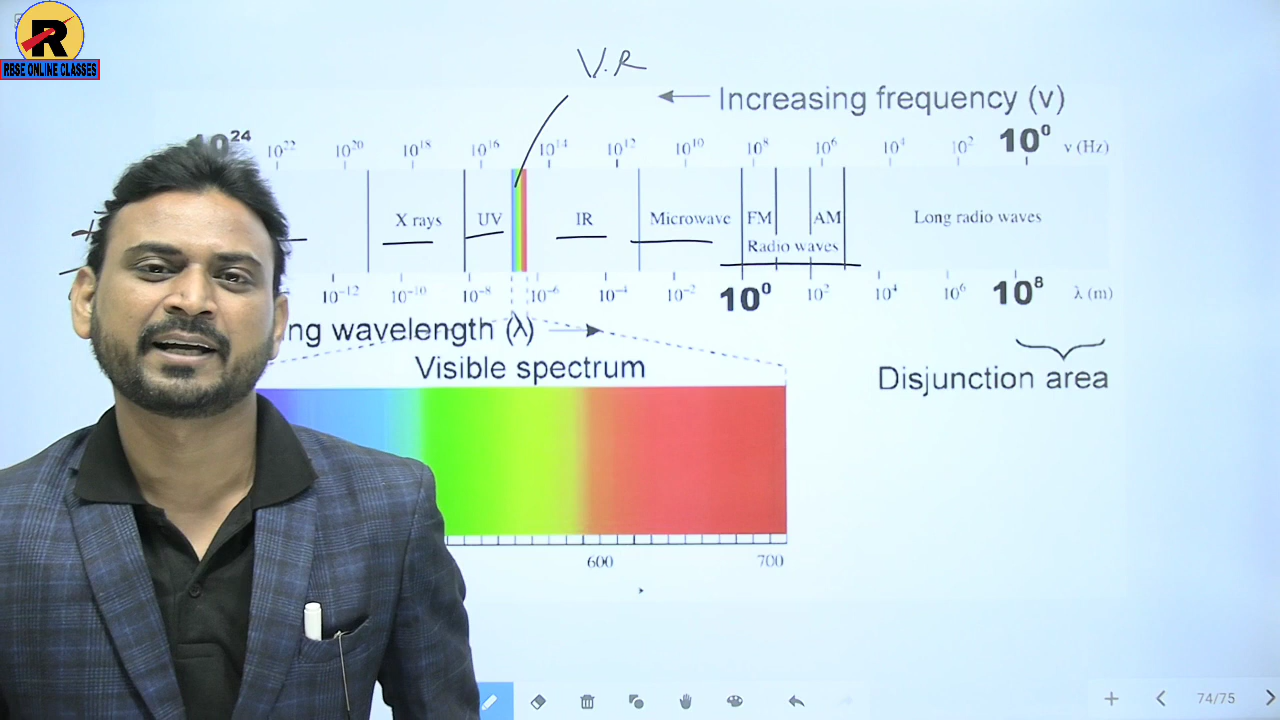 R
RBSE ONLINE CLASSES
V.R
Increasing frequency (ν)
24 10²² 10²⁰ 10¹⁸ 10¹⁶ 10¹⁴ 10¹² 10¹⁰ 10⁸ 10⁶ 10⁴ 10² 10⁰ ν (Hz)
X rays UV IR Microwave FM AM Long radio waves
Radio waves
10⁻¹² 10⁻¹⁰ 10⁻⁸ 10⁻⁶ 10⁻⁴ 10⁻² 10⁰ 10² 10⁴ 10⁶ 10⁸ λ (m)
ng wavelength (λ)
Visible spectrum
Disjunction area
600 700
74/75